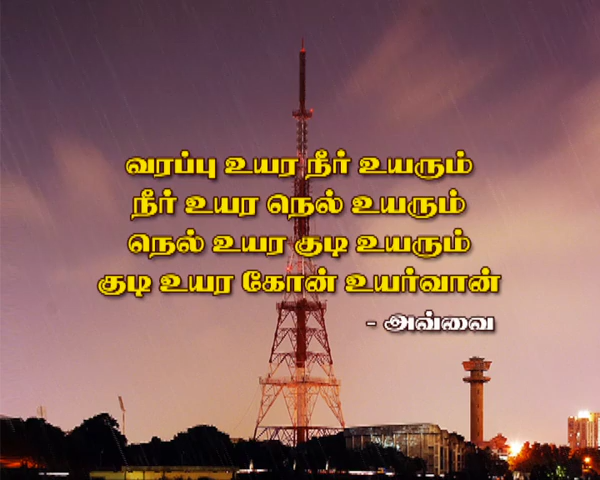 வரப்பு உயர நீர் உயரும்
நீர் உயர நெல் உயரும்
நெல் உயர குடி உயரும்
குடி உயர கோன் உயர்வான்
- அவ்வை